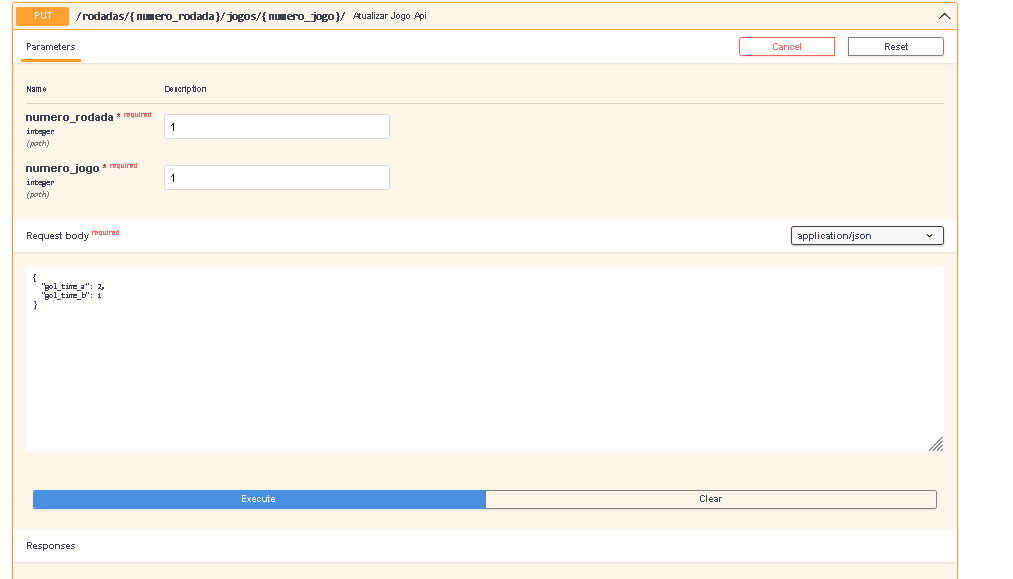 PUT /rodadas/{numero_rodada}/jogos/{numero_jogo}/ Atualizar Jogo Api
Parameters
Cancel
Reset
Name
Description
numero_rodada * required
integer
(path)
1
numero_jogo * required
integer
(path)
1
Request body required
application/json
{
"gol_time_a": 2,
"gol_time_b": 1
}
Execute
Clear
Responses